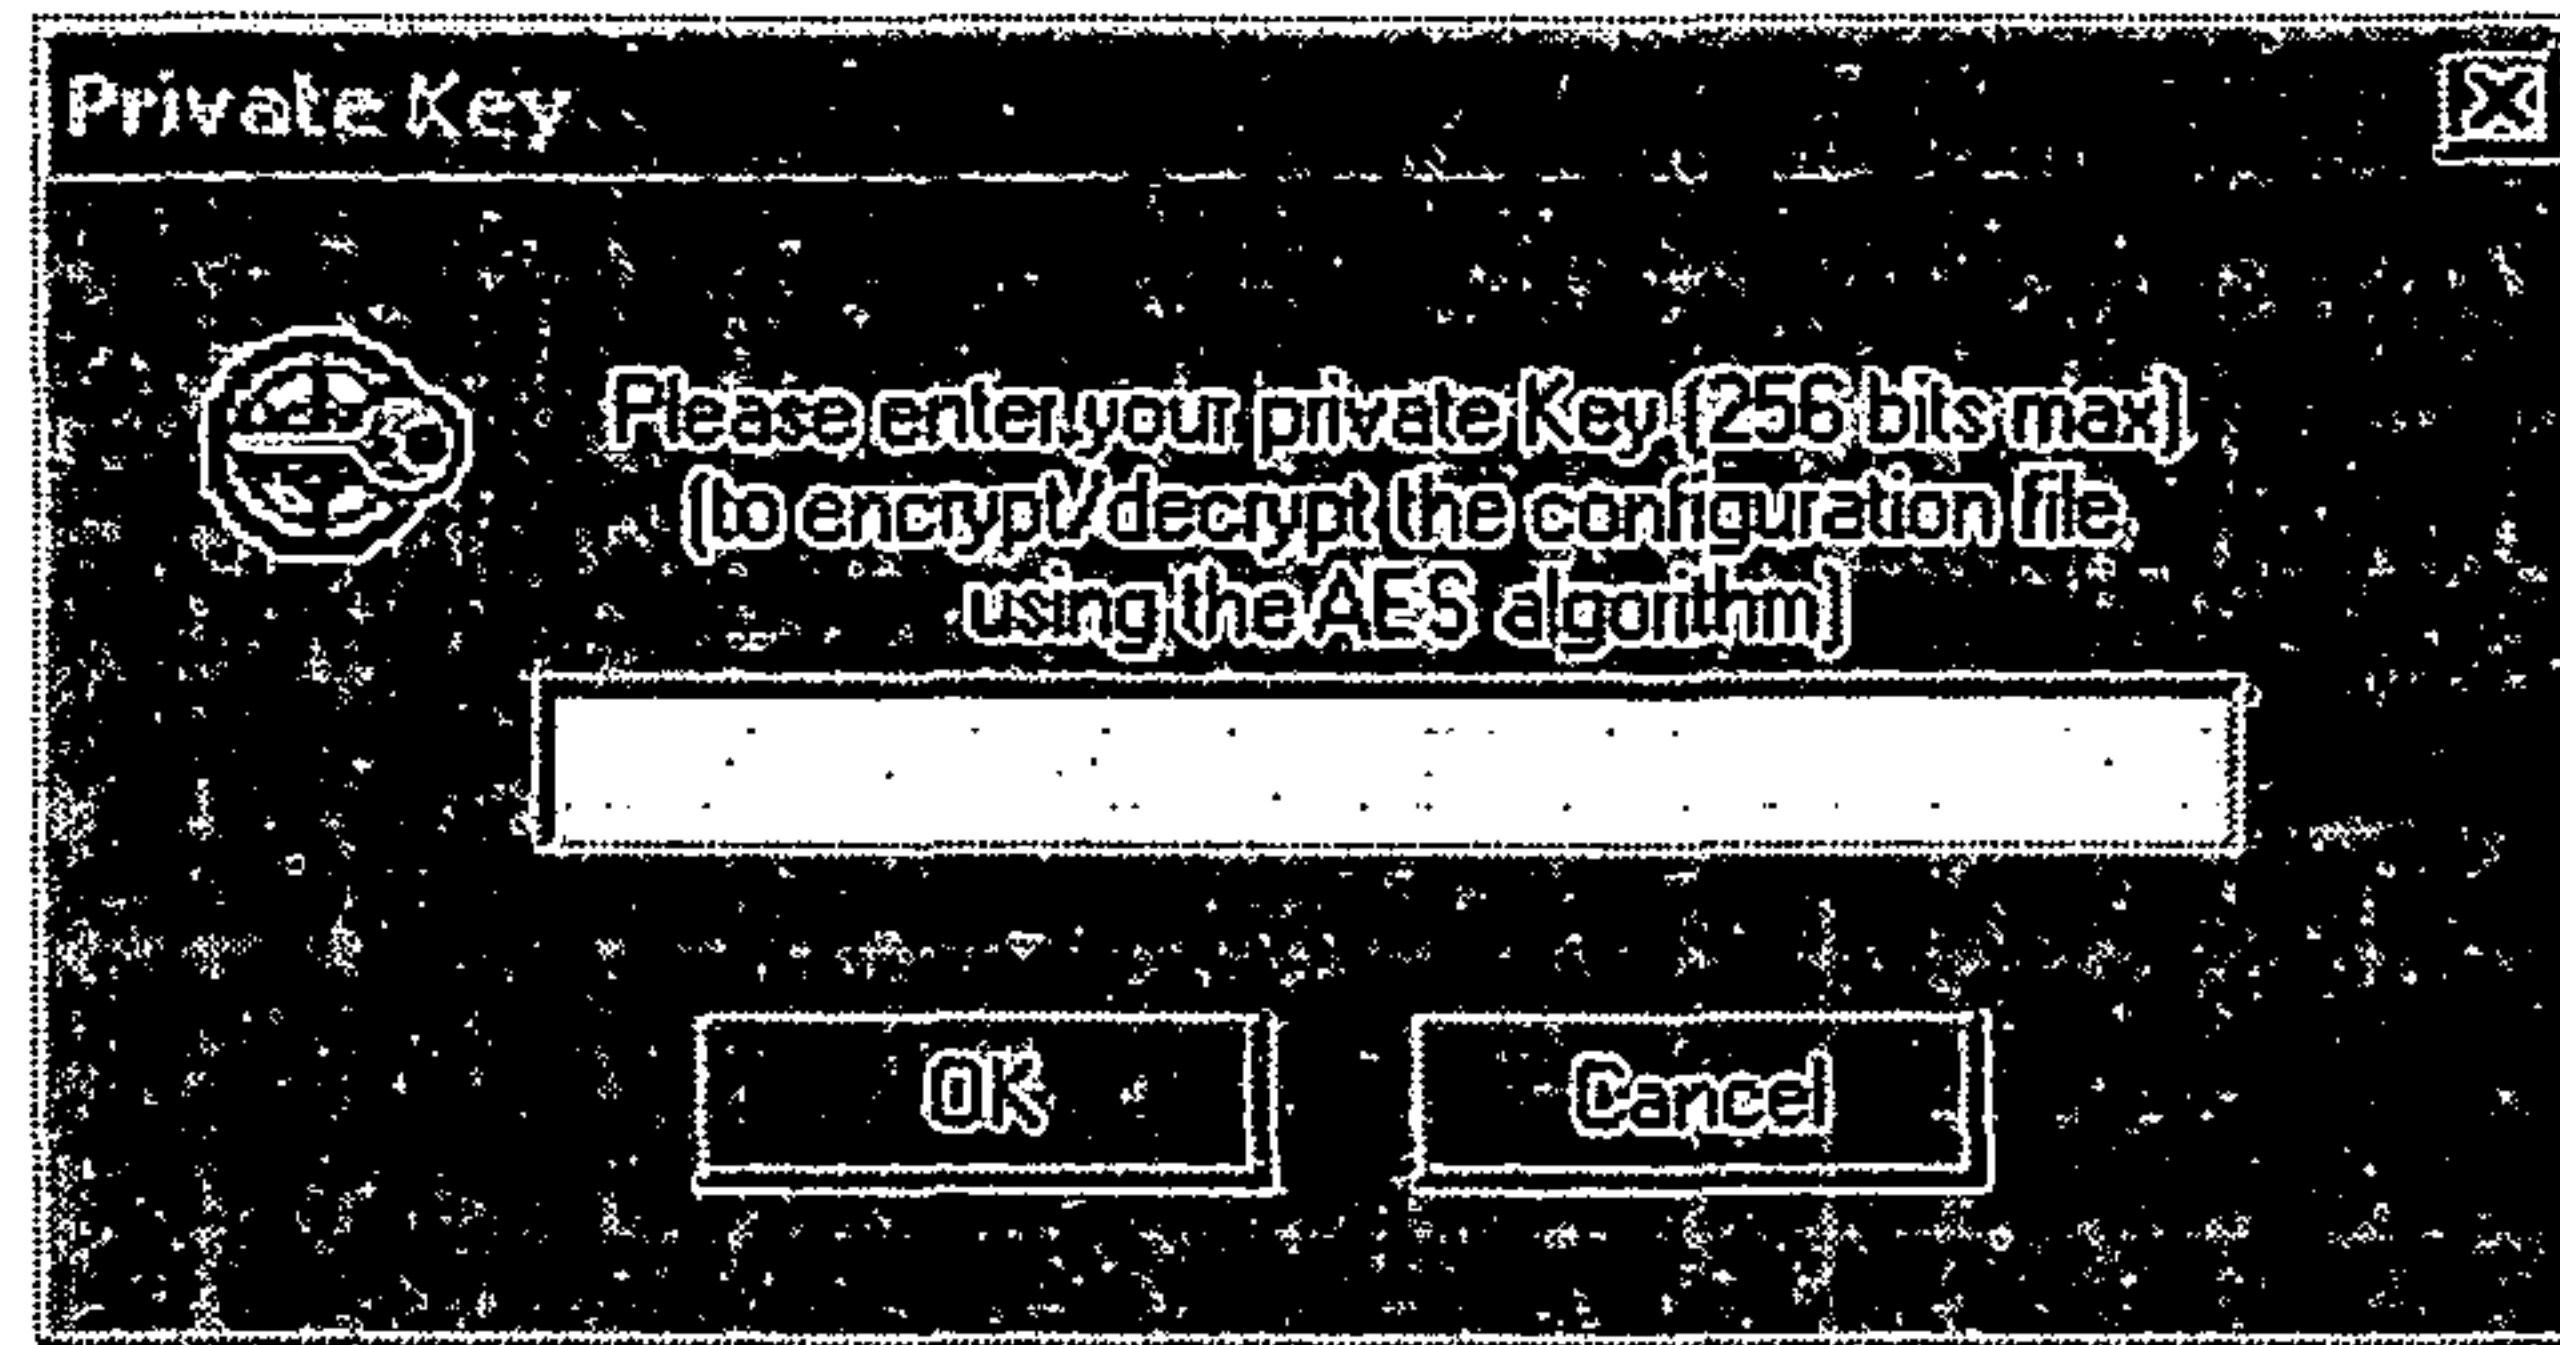 Private Key
Please enter your private Key (256 bits max)
(to encrypt/decrypt the configuration file,
using the AES algorithm)
OK
Cancel